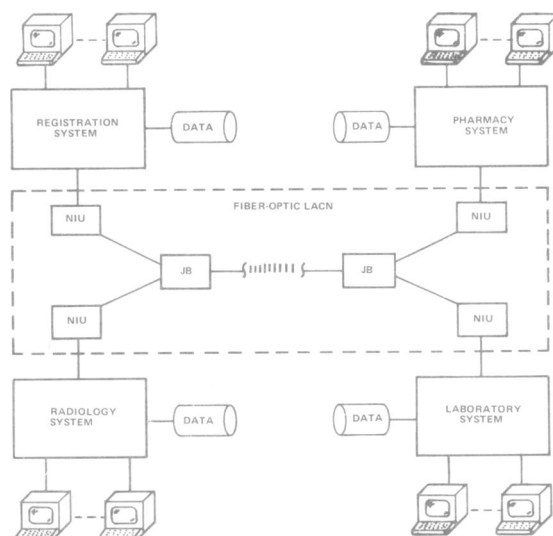 REGISTRATION
SYSTEM
DATA
DATA
PHARMACY
SYSTEM
FIBER-OPTIC LACN
NIU
NIU
JB
JB
NIU
NIU
RADIOLOGY
SYSTEM
DATA
DATA
LABORATORY
SYSTEM